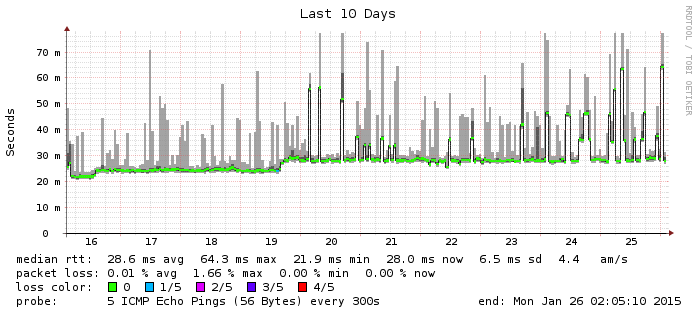 Last 10 Days
RRDTOOL / TOBI OETIKER
Seconds
70 m
60 m
50 m
40 m
30 m
20 m
10 m
0 m
16 17 18 19 20 21 22 23 24 25
median rtt: 28.6 ms avg 64.3 ms max 21.9 ms min 28.0 ms now 6.5 ms sd 4.4 am/s
packet loss: 0.01 % avg 1.66 % max 0.00 % min 0.00 % now
loss color: 0 1/5 2/5 3/5 4/5
probe: 5 ICMP Echo Pings (56 Bytes) every 300s end: Mon Jan 26 02:05:10 2015